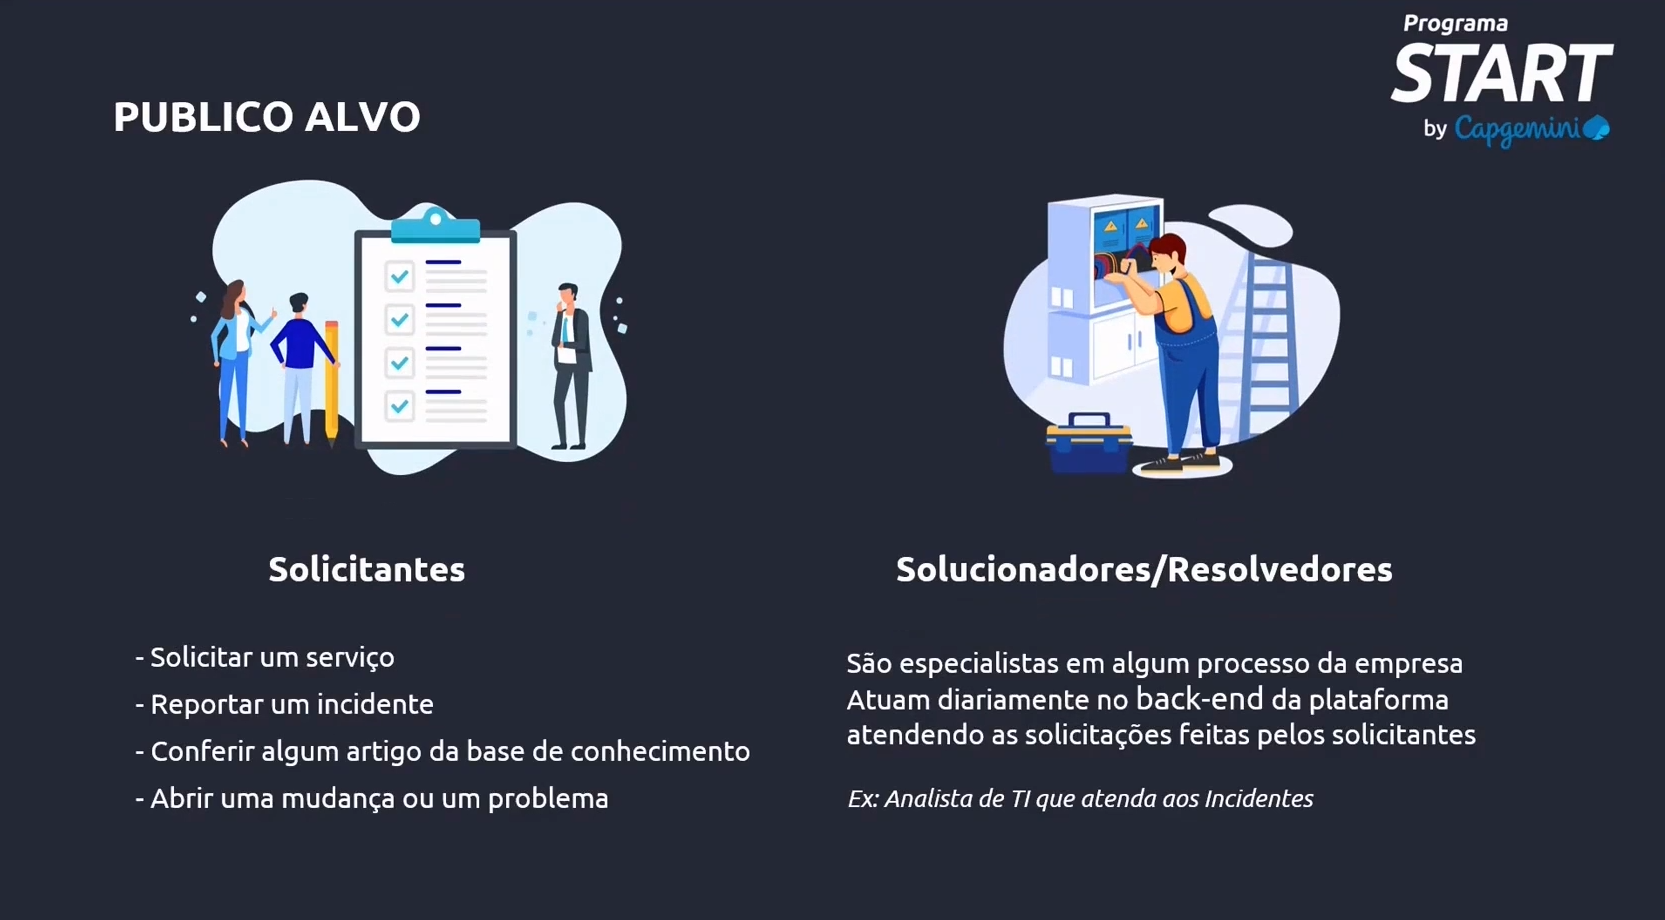 Programa
START
by Capgemini
PUBLICO ALVO
Solicitantes
- Solicitar um serviço
- Reportar um incidente
- Conferir algum artigo da base de conhecimento
- Abrir uma mudança ou um problema
Solucionadores/Resolvedores
São especialistas em algum processo da empresa
Atuam diariamente no back-end da plataforma
atendendo as solicitações feitas pelos solicitantes
Ex: Analista de TI que atenda aos Incidentes